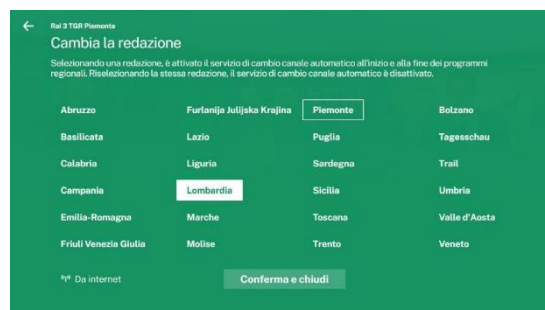 Rai 3 TGR Piemonte
Cambia la redazione
Selezionando una redazione, è attivato il servizio di cambio canale automatico all'inizio e alla fine dei programmi
regionali. Riselezionando la stessa redazione, il servizio di cambio canale automatico è disattivato.
Abruzzo Furlanija Julijska Krajina Piemonte Bolzano
Basilicata Lazio Puglia Tagesschau
Calabria Liguria Sardegna Trail
Campania Lombardia Sicilia Umbria
Emilia-Romagna Marche Toscana Valle d'Aosta
Friuli Venezia Giulia Molise Trento Veneto
Da internet Conferma e chiudi